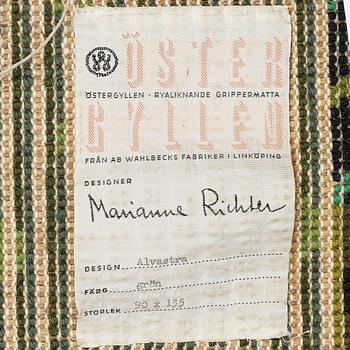 ÖSTER
ÖSTERGYLLEN - RYALIKNANDE GRIPPERMATTA
GYLLEN
FRÅN AB WAHLBECKS FABRIKER I LINKÖPING
DESIGNER
Marianne Richter
DESIGN Alvastra
FÄRG grön
STORLEK 90 x 155